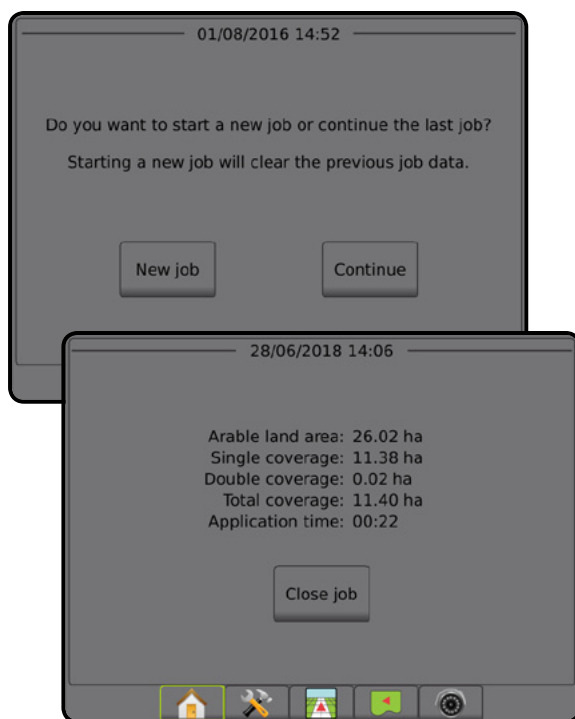 01/08/2016 14:52
Do you want to start a new job or continue the last job?
Starting a new job will clear the previous job data.
New job
Continue
28/06/2018 14:06
Arable land area: 26.02 ha
Single coverage: 11.38 ha
Double coverage: 0.02 ha
Total coverage: 11.40 ha
Application time: 00:22
Close job